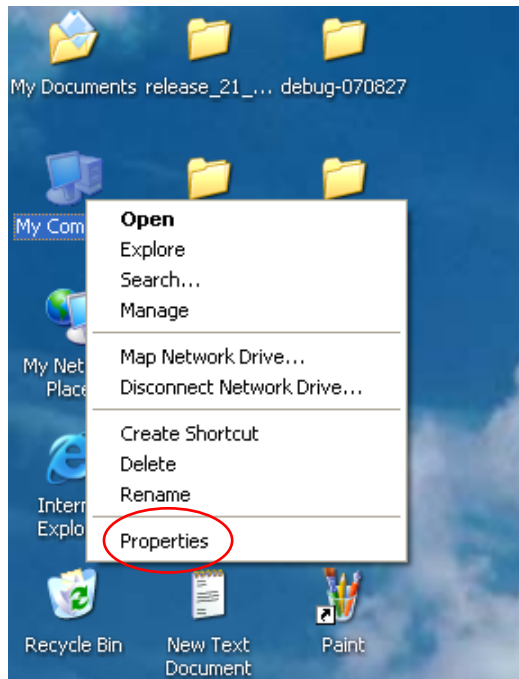 My Documents release_21_... debug-070827
My Com
Open
Explore
Search...
Manage
My Net
Place
Map Network Drive...
Disconnect Network Drive...
Create Shortcut
Delete
Rename
Intern
Explo
Properties
Recycle Bin
New Text
Document
Paint